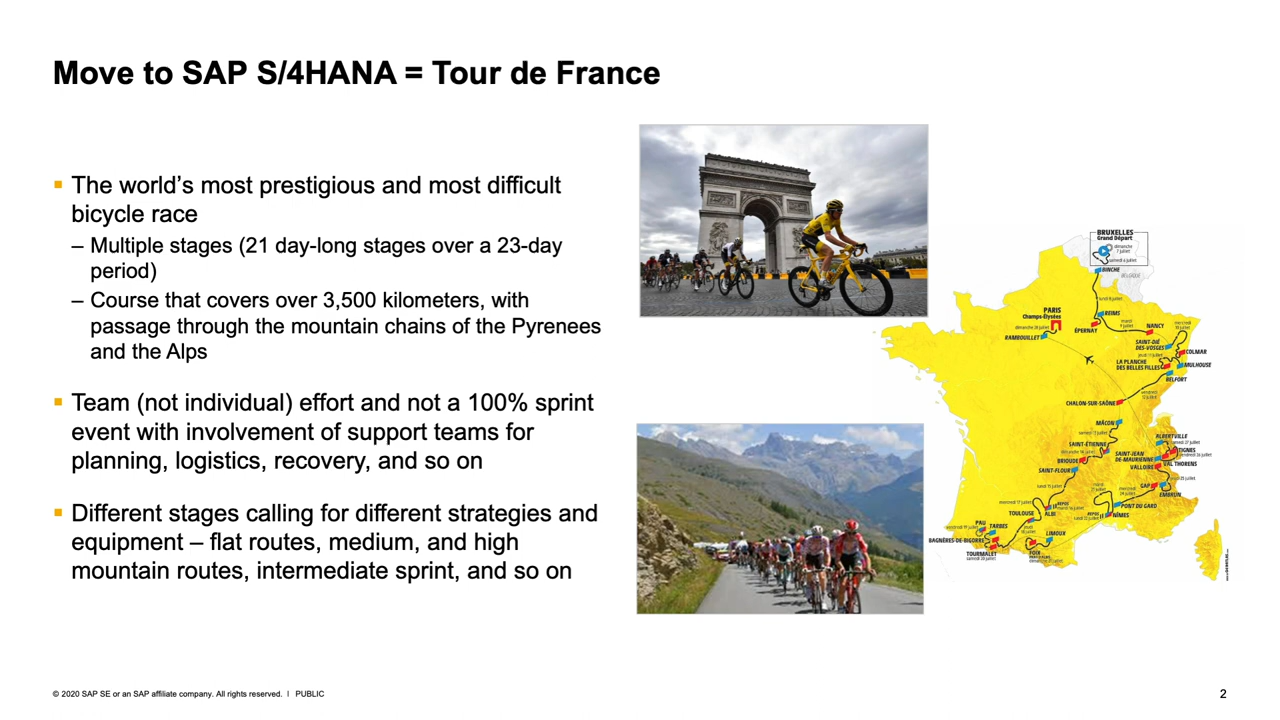 Move to SAP S/4HANA = Tour de France
▪ The world’s most prestigious and most difficult
bicycle race
– Multiple stages (21 day-long stages over a 23-day
period)
– Course that covers over 3,500 kilometers, with
passage through the mountain chains of the Pyrenees
and the Alps
▪ Team (not individual) effort and not a 100% sprint
event with involvement of support teams for
planning, logistics, recovery, and so on
▪ Different stages calling for different strategies and
equipment – flat routes, medium, and high
mountain routes, intermediate sprint, and so on
BRUXELLES
Grand Départ
BINCHE
BELGIQUE
REIMS
PARIS
Champs-Élysées
RAMBOUILLET
ÉPERNAY
NANCY
SAINT-DIÉ
DES-VOSGES
COLMAR
LA PLANCHE
DES BELLES FILLES
MULHOUSE
BELFORT
CHALON-SUR-SAÔNE
MÂCON
ALBERTVILLE
SAINT-ÉTIENNE
TIGNES
BRIOUDE
SAINT-JEAN
DE-MAURIENNE
VAL THORENS
VALLOIRE
SAINT-FLOUR
GAP
EMBRUN
PONT DU GARD
NÎMES
ALBI
TOULOUSE
PAU
TARBES
LIMOUX
BAGNÈRES-DE-BIGORRE
TOURMALET
FOIX
© 2020 SAP SE or an SAP affiliate company. All rights reserved. ǀ PUBLIC
2